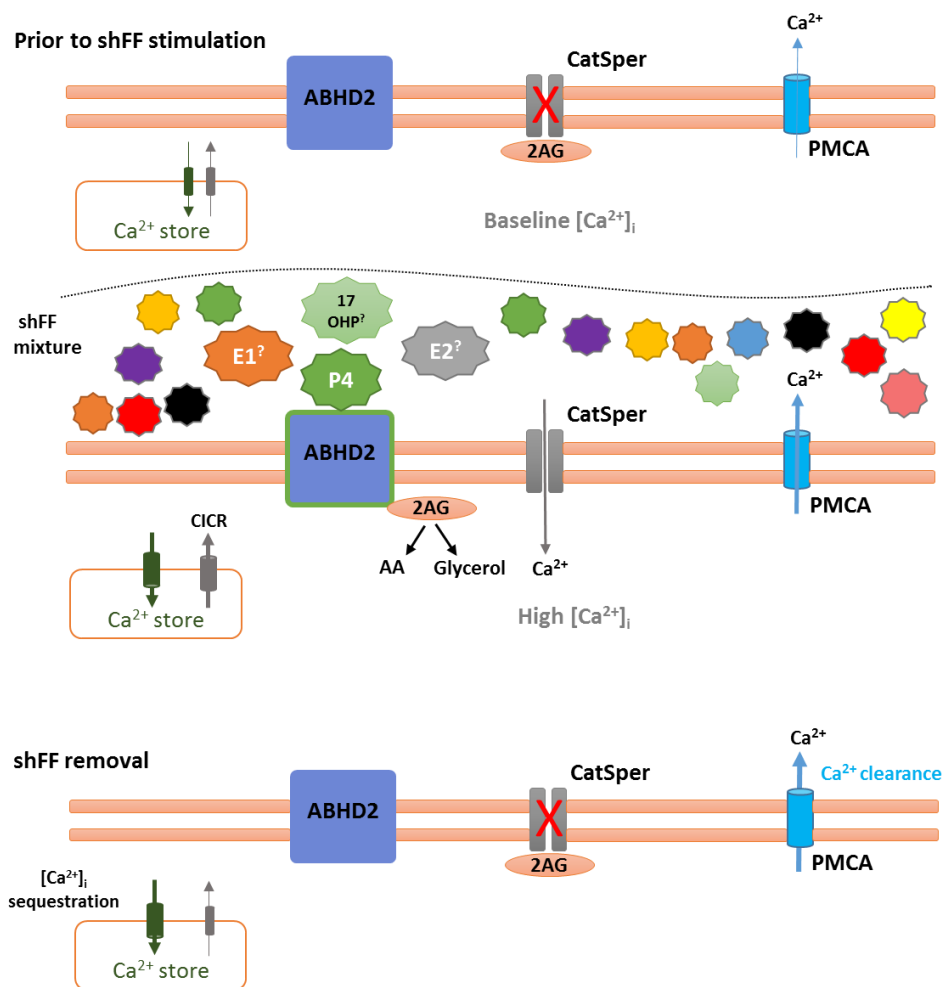 Prior to shFF stimulation
Ca²⁺
CatSper
ABHD2
X
2AG
PMCA
Ca²⁺ store
Baseline [Ca²⁺]ᵢ
shFF
mixture
17
OHP?
E1?
E2?
P4
Ca²⁺
CatSper
ABHD2
2AG
PMCA
CICR
AA
Glycerol
Ca²⁺
Ca²⁺ store
High [Ca²⁺]ᵢ
shFF removal
Ca²⁺
CatSper
Ca²⁺ clearance
ABHD2
X
2AG
PMCA
[Ca²⁺]ᵢ
sequestration
Ca²⁺ store